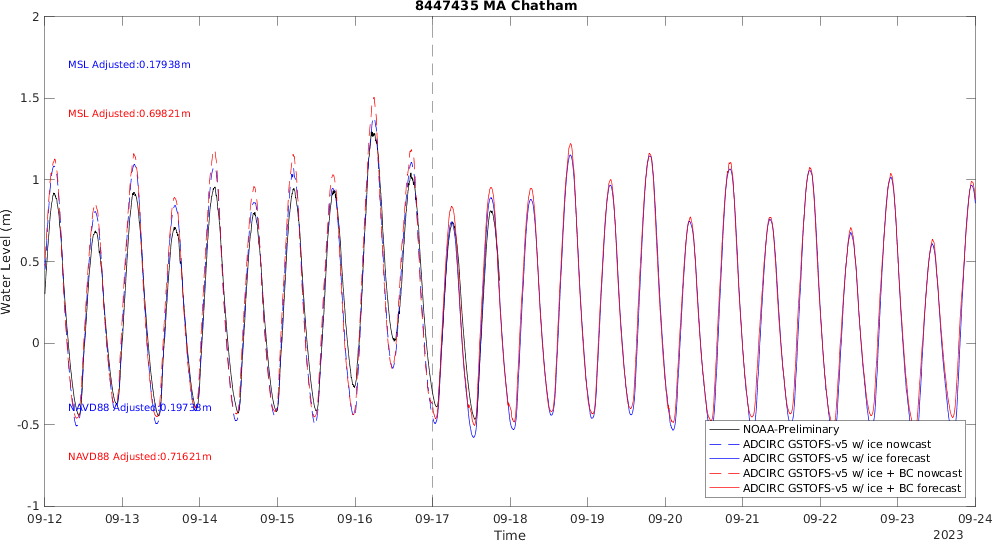 8447435 MA Chatham
2
1.5
1
0.5
0
-0.5
-1
Water Level (m)
MSL Adjusted:0.17938m
MSL Adjusted:0.69821m
NAVD88 Adjusted:0.19738m
NAVD88 Adjusted:0.71621m
NOAA-Preliminary
ADCIRC GSTOFS-v5 w/ ice nowcast
ADCIRC GSTOFS-v5 w/ ice forecast
ADCIRC GSTOFS-v5 w/ ice + BC nowcast
ADCIRC GSTOFS-v5 w/ ice + BC forecast
09-12 09-13 09-14 09-15 09-16 09-17 09-18 09-19 09-20 09-21 09-22 09-23 09-24
Time
2023